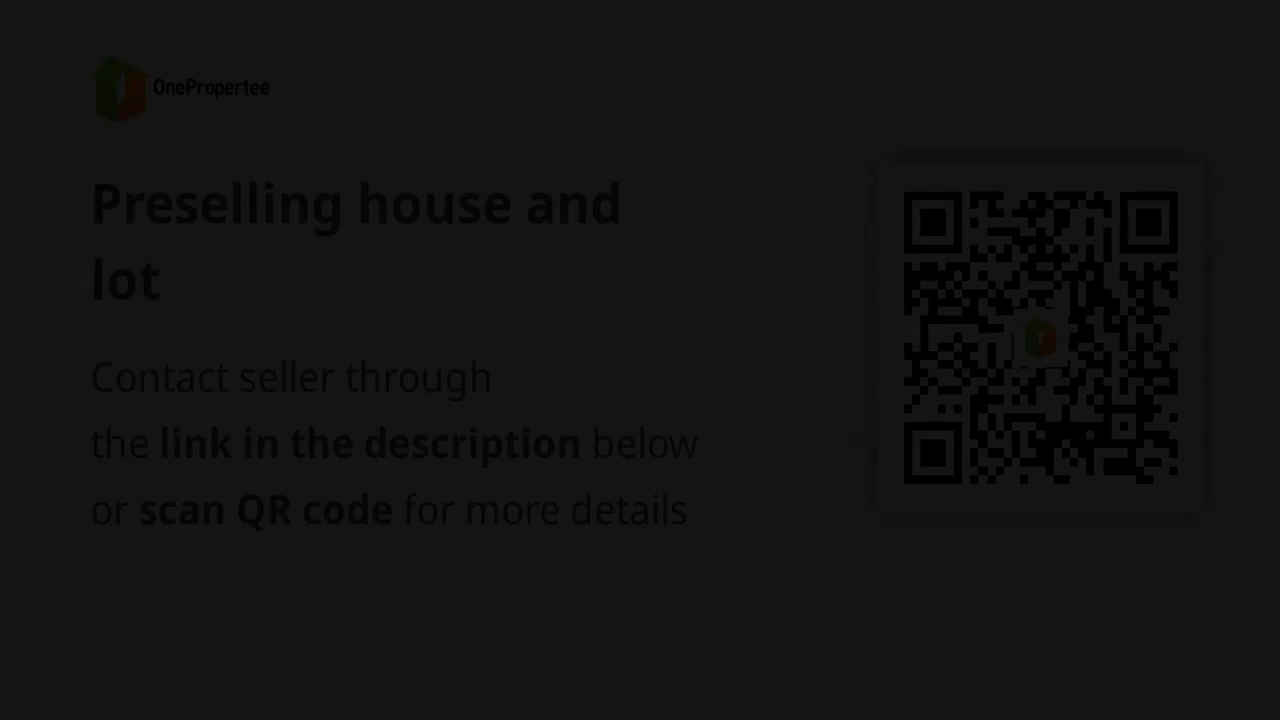 OnePropertee
Preselling house and
lot
Contact seller through
the link in the description below
or scan QR code for more details